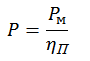 P = Pм / ηП